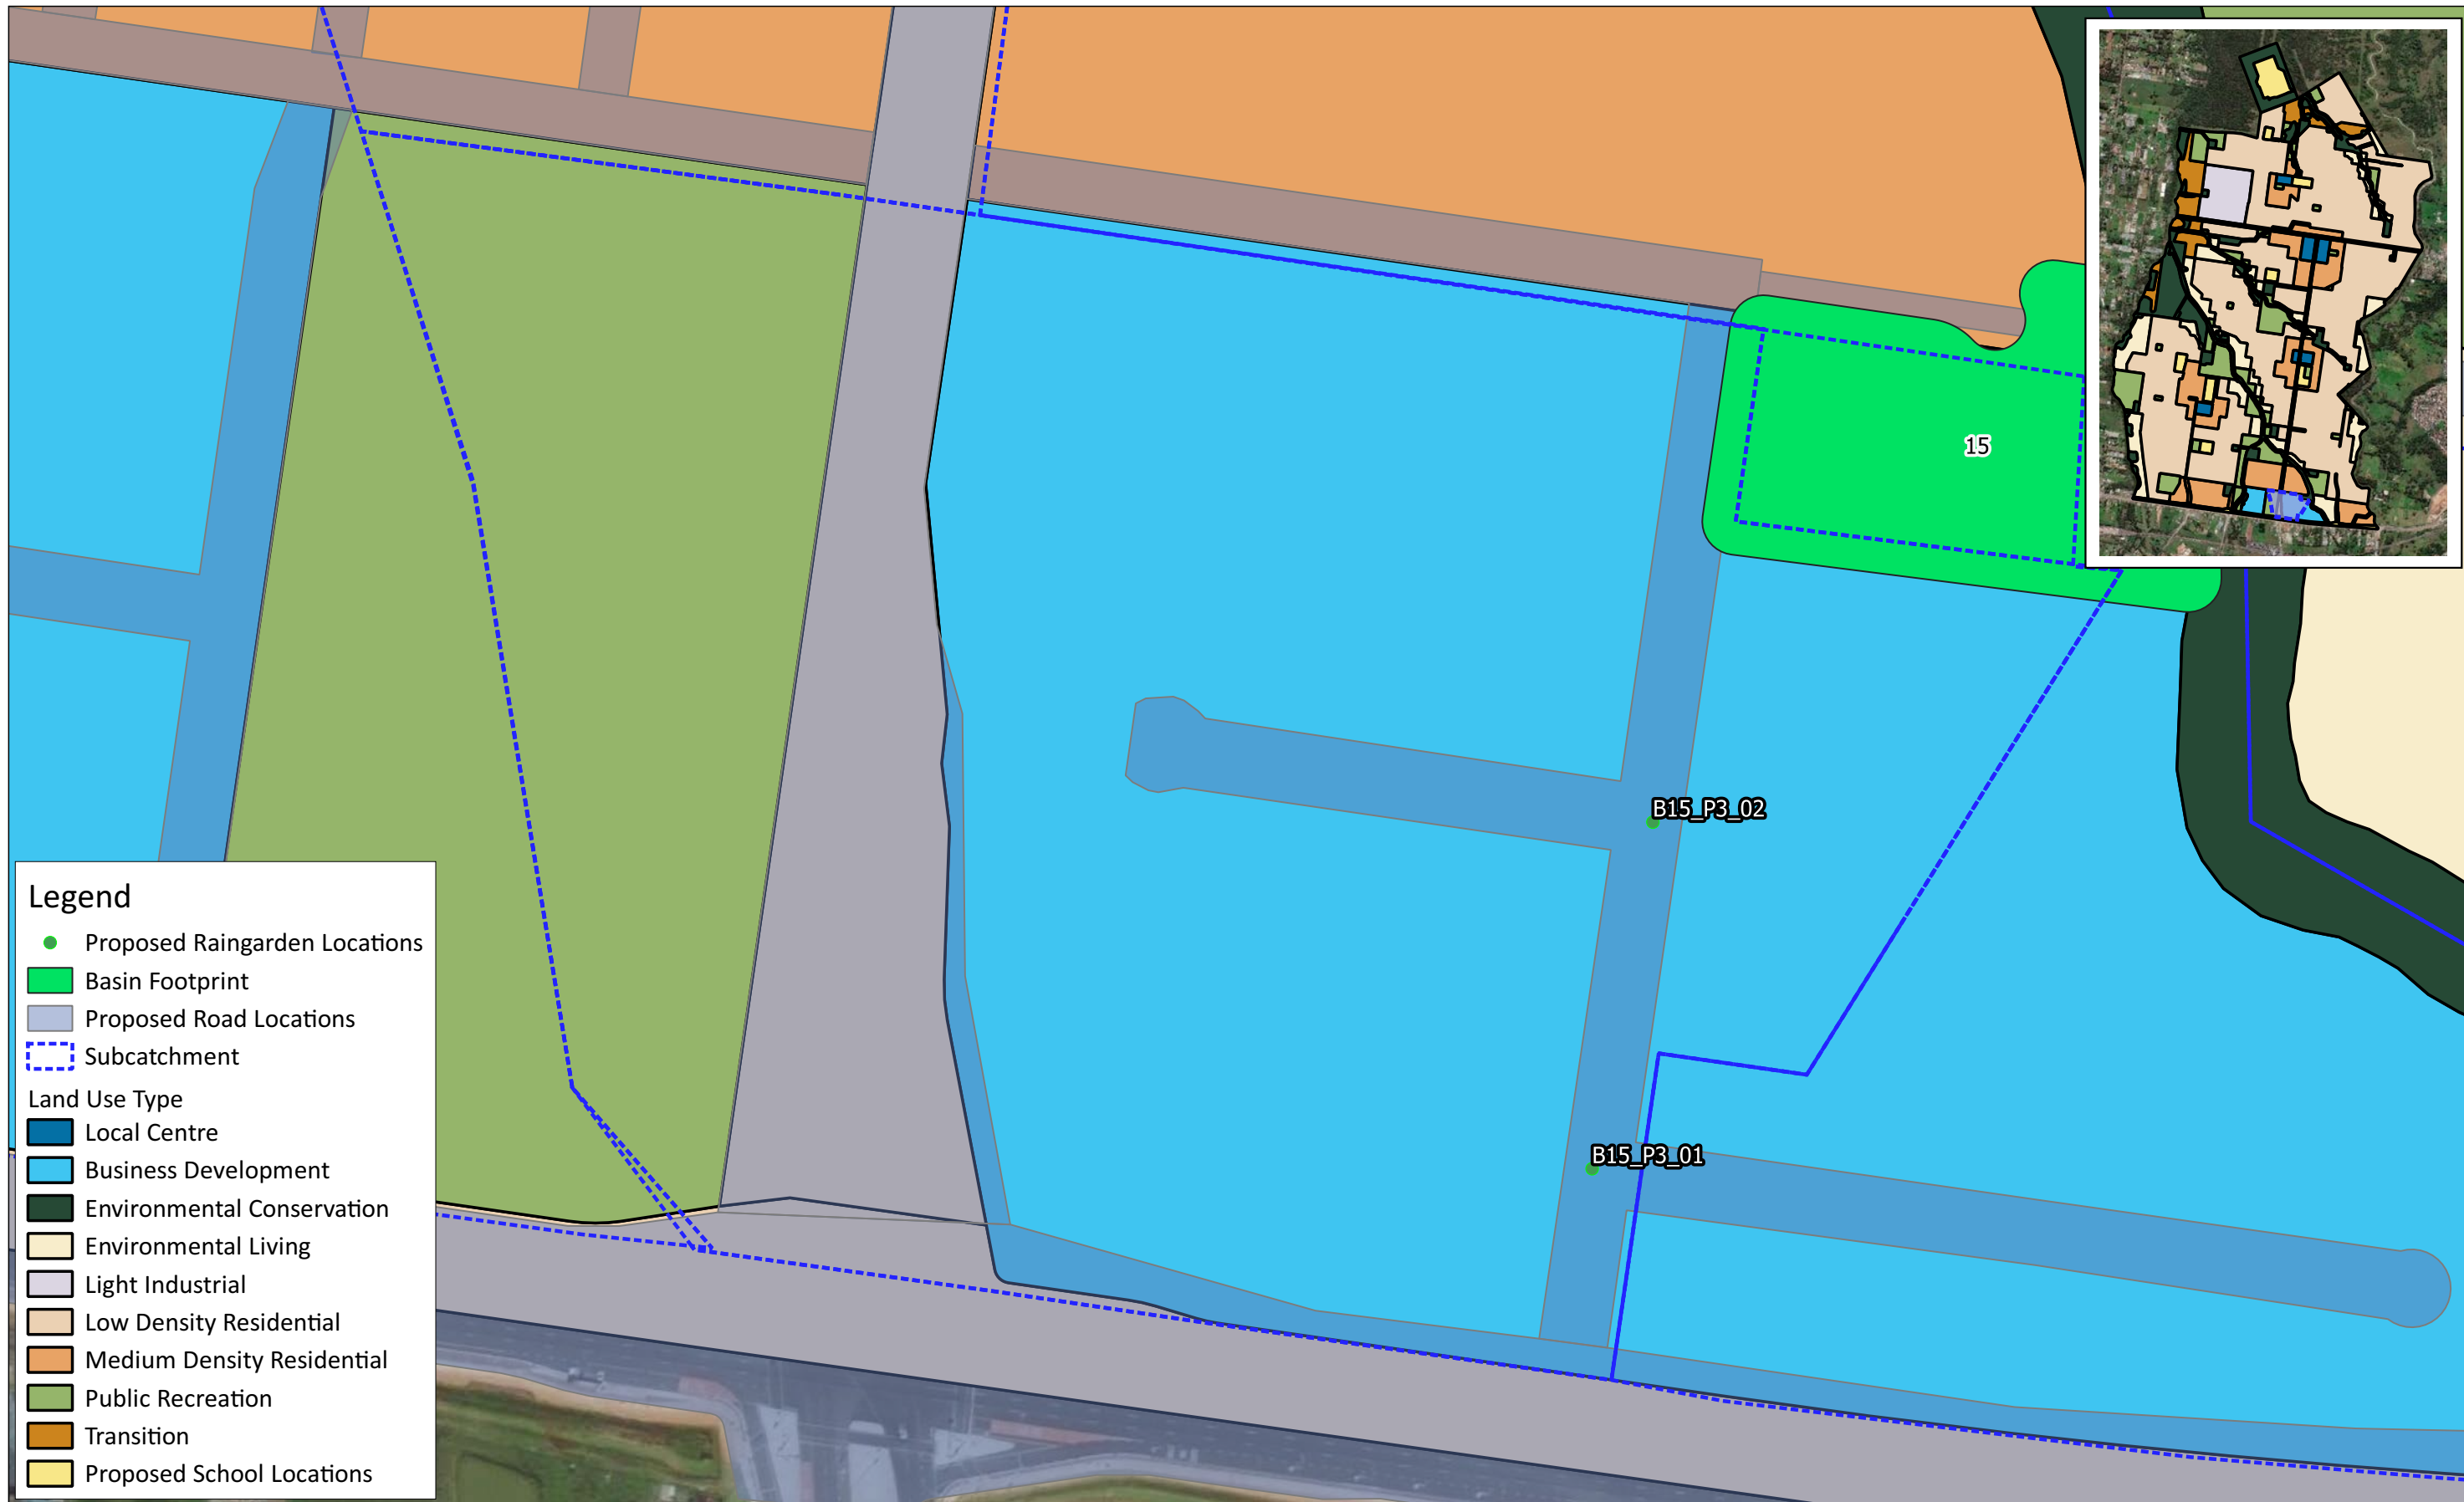 15
B15_P3_02
B15_P3_01
Legend
Proposed Raingarden Locations
Basin Footprint
Proposed Road Locations
Subcatchment
Land Use Type
Local Centre
Business Development
Environmental Conservation
Environmental Living
Light Industrial
Low Density Residential
Medium Density Residential
Public Recreation
Transition
Proposed School Locations